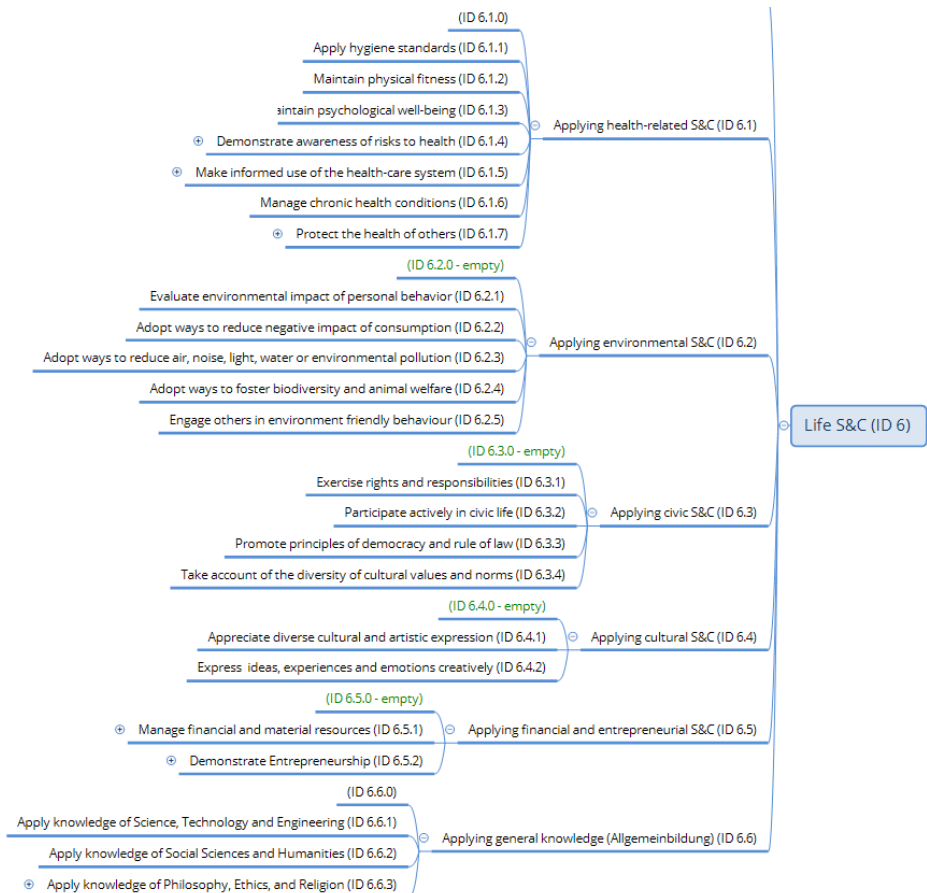 (ID 6.1.0)
Apply hygiene standards (ID 6.1.1)
Maintain physical fitness (ID 6.1.2)
aintain psychological well-being (ID 6.1.3)
Demonstrate awareness of risks to health (ID 6.1.4)
Make informed use of the health-care system (ID 6.1.5)
Manage chronic health conditions (ID 6.1.6)
Protect the health of others (ID 6.1.7)
Applying health-related S&C (ID 6.1)
(ID 6.2.0 - empty)
Evaluate environmental impact of personal behavior (ID 6.2.1)
Adopt ways to reduce negative impact of consumption (ID 6.2.2)
Adopt ways to reduce air, noise, light, water or environmental pollution (ID 6.2.3)
Adopt ways to foster biodiversity and animal welfare (ID 6.2.4)
Engage others in environment friendly behaviour (ID 6.2.5)
Applying environmental S&C (ID 6.2)
Life S&C (ID 6)
(ID 6.3.0 - empty)
Exercise rights and responsibilities (ID 6.3.1)
Participate actively in civic life (ID 6.3.2)
Promote principles of democracy and rule of law (ID 6.3.3)
Take account of the diversity of cultural values and norms (ID 6.3.4)
Applying civic S&C (ID 6.3)
(ID 6.4.0 - empty)
Appreciate diverse cultural and artistic expression (ID 6.4.1)
Express  ideas, experiences and emotions creatively (ID 6.4.2)
Applying cultural S&C (ID 6.4)
(ID 6.5.0 - empty)
Manage financial and material resources (ID 6.5.1)
Demonstrate Entrepreneurship (ID 6.5.2)
Applying financial and entrepreneurial S&C (ID 6.5)
(ID 6.6.0)
Apply knowledge of Science, Technology and Engineering (ID 6.6.1)
Apply knowledge of Social Sciences and Humanities (ID 6.6.2)
Apply knowledge of Philosophy, Ethics, and Religion (ID 6.6.3)
Applying general knowledge (Allgemeinbildung) (ID 6.6)